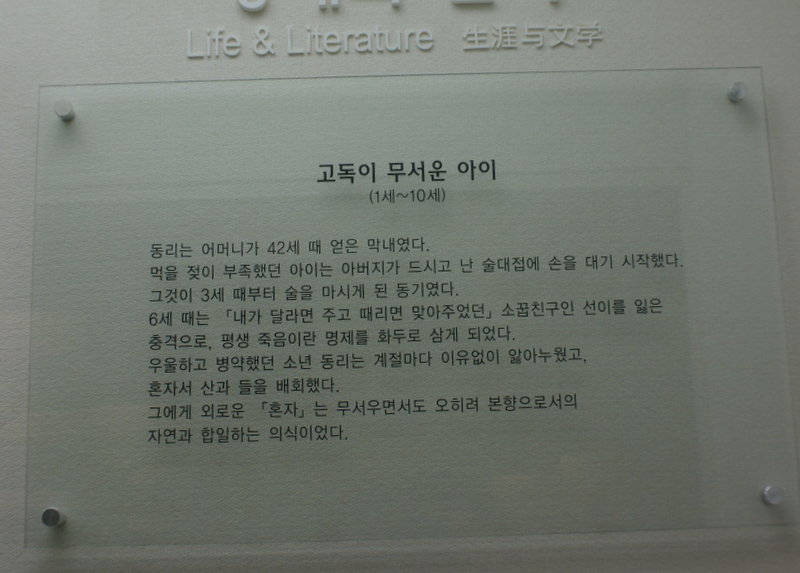 Life & Literature 生涯与文学
고독이 무서운 아이
(1세~10세)
동리는 어머니가 42세 때 얻은 막내였다.
먹을 젖이 부족했던 아이는 아버지가 드시고 난 술대접에 손을 대기 시작했다.
그것이 3세 때부터 술을 마시게 된 동기였다.
6세 때는 「내가 달라면 주고 때리면 맞아주었던」 소꿉친구인 선이를 잃은
충격으로, 평생 죽음이란 명제를 화두로 삼게 되었다.
우울하고 병약했던 소년 동리는 계절마다 이유없이 앓아누웠고,
혼자서 산과 들을 배회했다.
그에게 외로운 「혼자」는 무서우면서도 오히려 본향으로서의
자연과 합일하는 의식이었다.